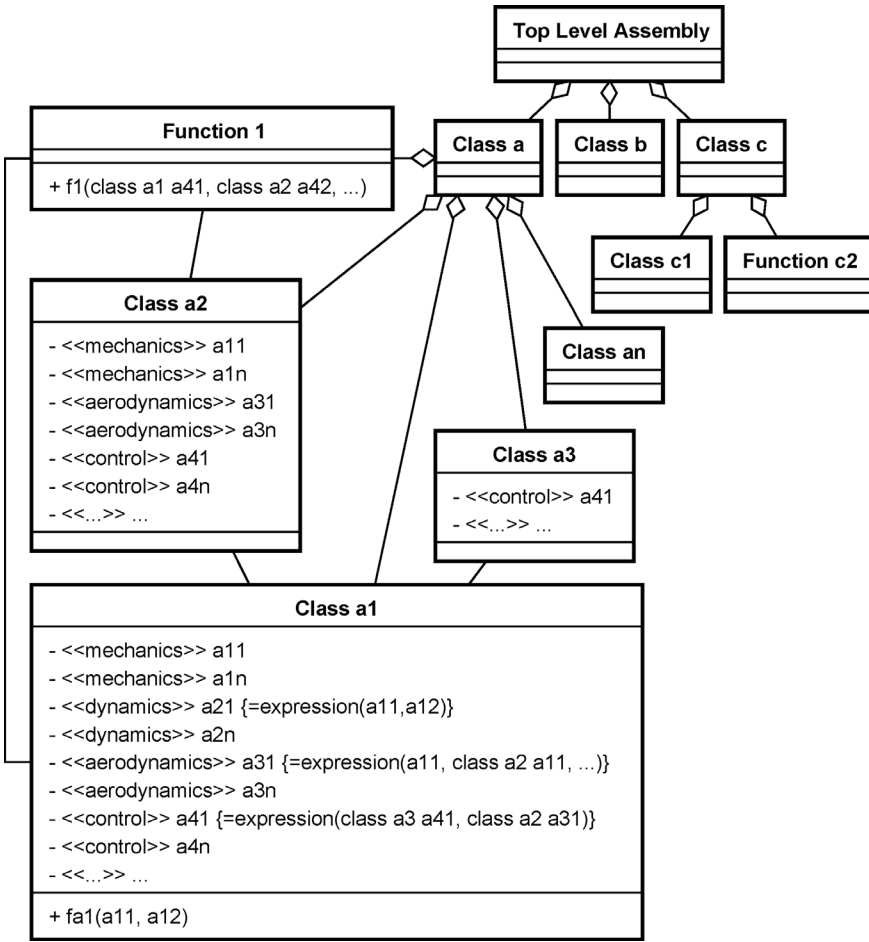 Top Level Assembly
Function 1
+ f1(class a1 a41, class a2 a42, ...)
Class a
Class b
Class c
Class c1
Function c2
Class a2
- <<mechanics>> a11
- <<mechanics>> a1n
- <<aerodynamics>> a31
- <<aerodynamics>> a3n
- <<control>> a41
- <<control>> a4n
- <<...>> ...
Class an
Class a3
- <<control>> a41
- <<...>> ...
Class a1
- <<mechanics>> a11
- <<mechanics>> a1n
- <<dynamics>> a21 {=expression(a11,a12)}
- <<dynamics>> a2n
- <<aerodynamics>> a31 {=expression(a11, class a2 a11, ...)}
- <<aerodynamics>> a3n
- <<control>> a41 {=expression(class a3 a41, class a2 a31)}
- <<control>> a4n
- <<...>> ...
+ fa1(a11, a12)